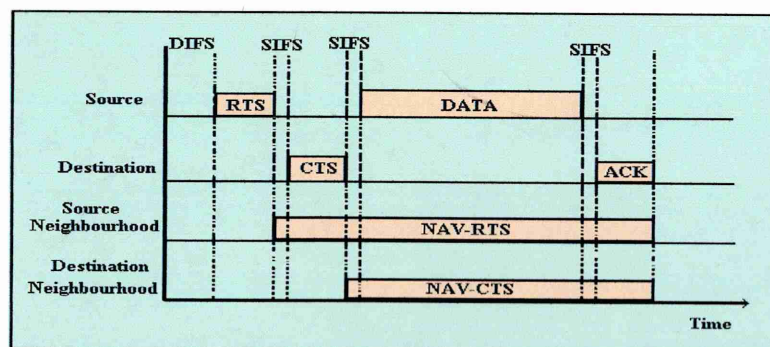 DIFS SIFS SIFS SIFS
Source RTS DATA
Destination CTS ACK
Source
Neighbourhood NAV-RTS
Destination
Neighbourhood NAV-CTS
Time